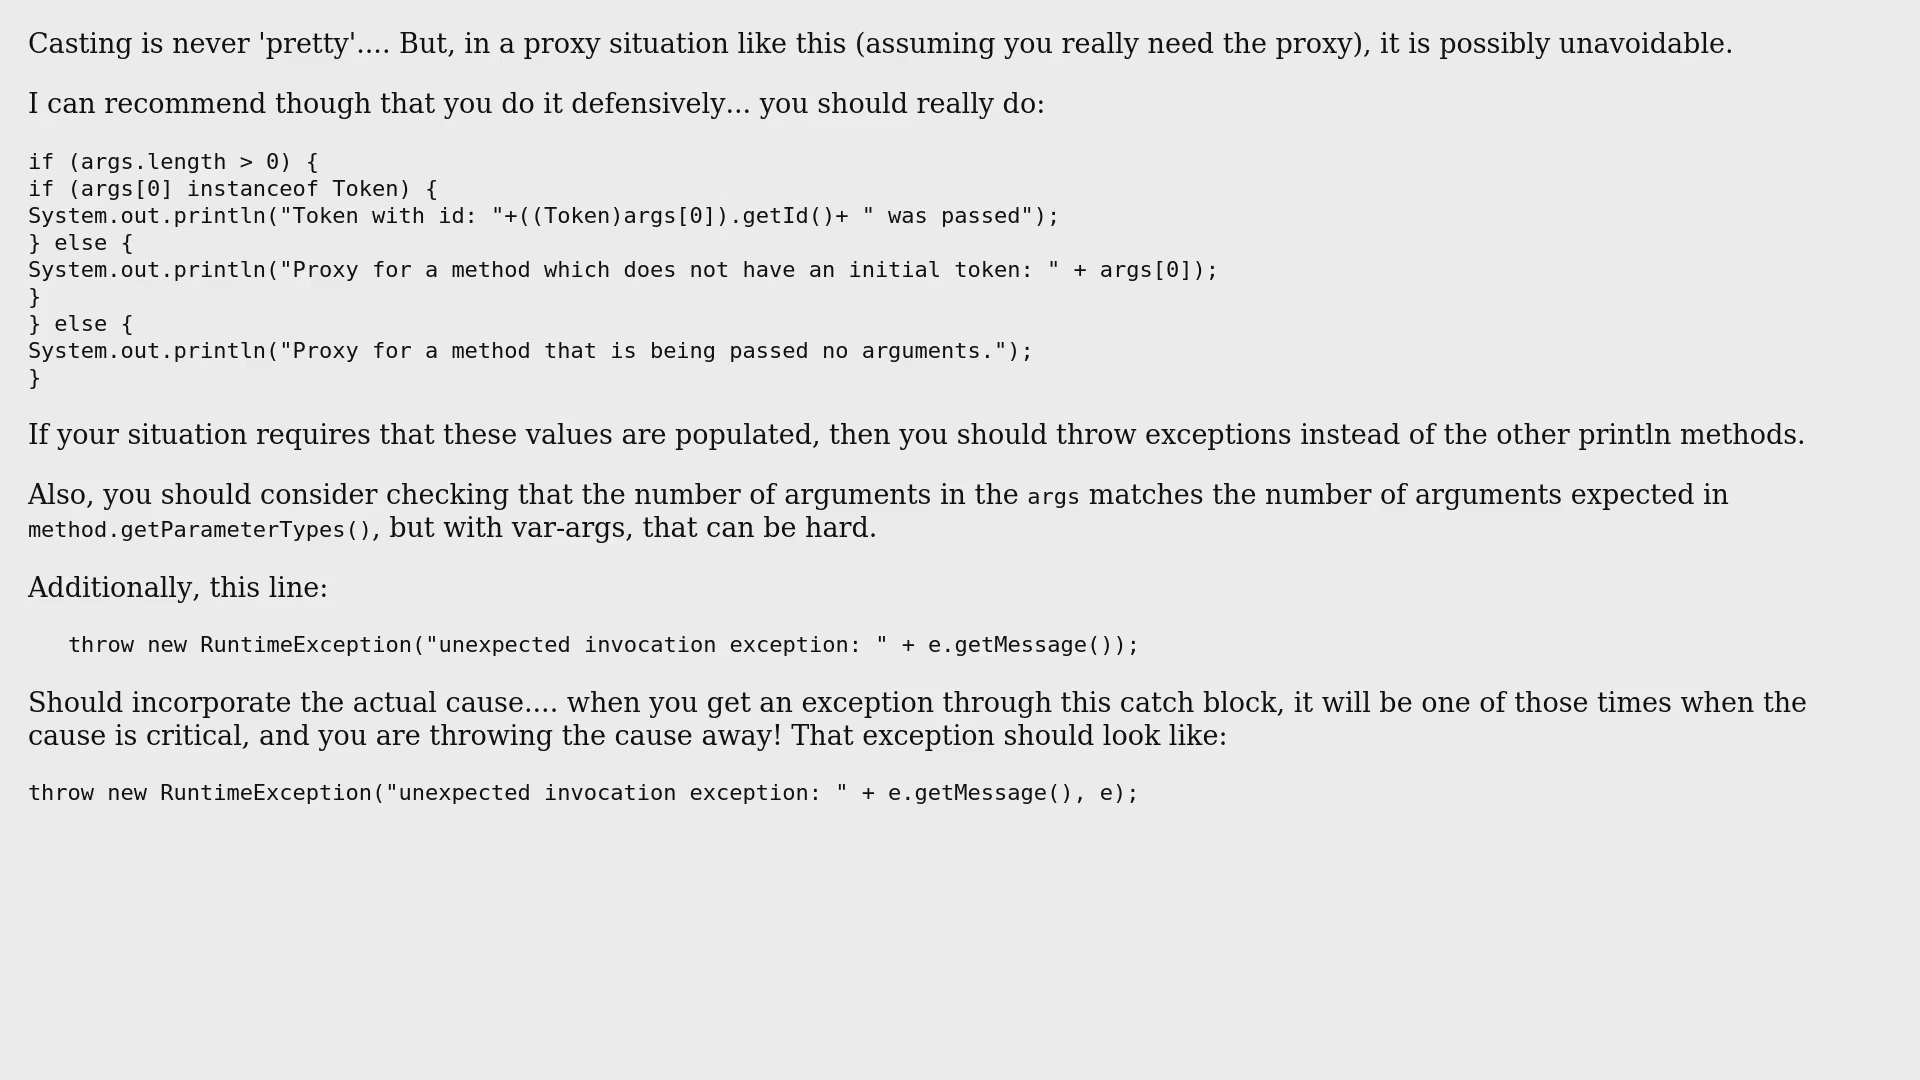 Casting is never 'pretty'.... But, in a proxy situation like this (assuming you really need the proxy), it is possibly unavoidable.
I can recommend though that you do it defensively... you should really do:
if (args.length > 0) {
if (args[0] instanceof Token) {
System.out.println("Token with id: "+((Token)args[0]).getId()+ " was passed");
} else {
System.out.println("Proxy for a method which does not have an initial token: " + args[0]);
}
} else {
System.out.println("Proxy for a method that is being passed no arguments.");
}
If your situation requires that these values are populated, then you should throw exceptions instead of the other println methods.
Also, you should consider checking that the number of arguments in the args matches the number of arguments expected in
method.getParameterTypes(), but with var-args, that can be hard.
Additionally, this line:
throw new RuntimeException("unexpected invocation exception: " + e.getMessage());
Should incorporate the actual cause.... when you get an exception through this catch block, it will be one of those times when the
cause is critical, and you are throwing the cause away! That exception should look like:
throw new RuntimeException("unexpected invocation exception: " + e.getMessage(), e);